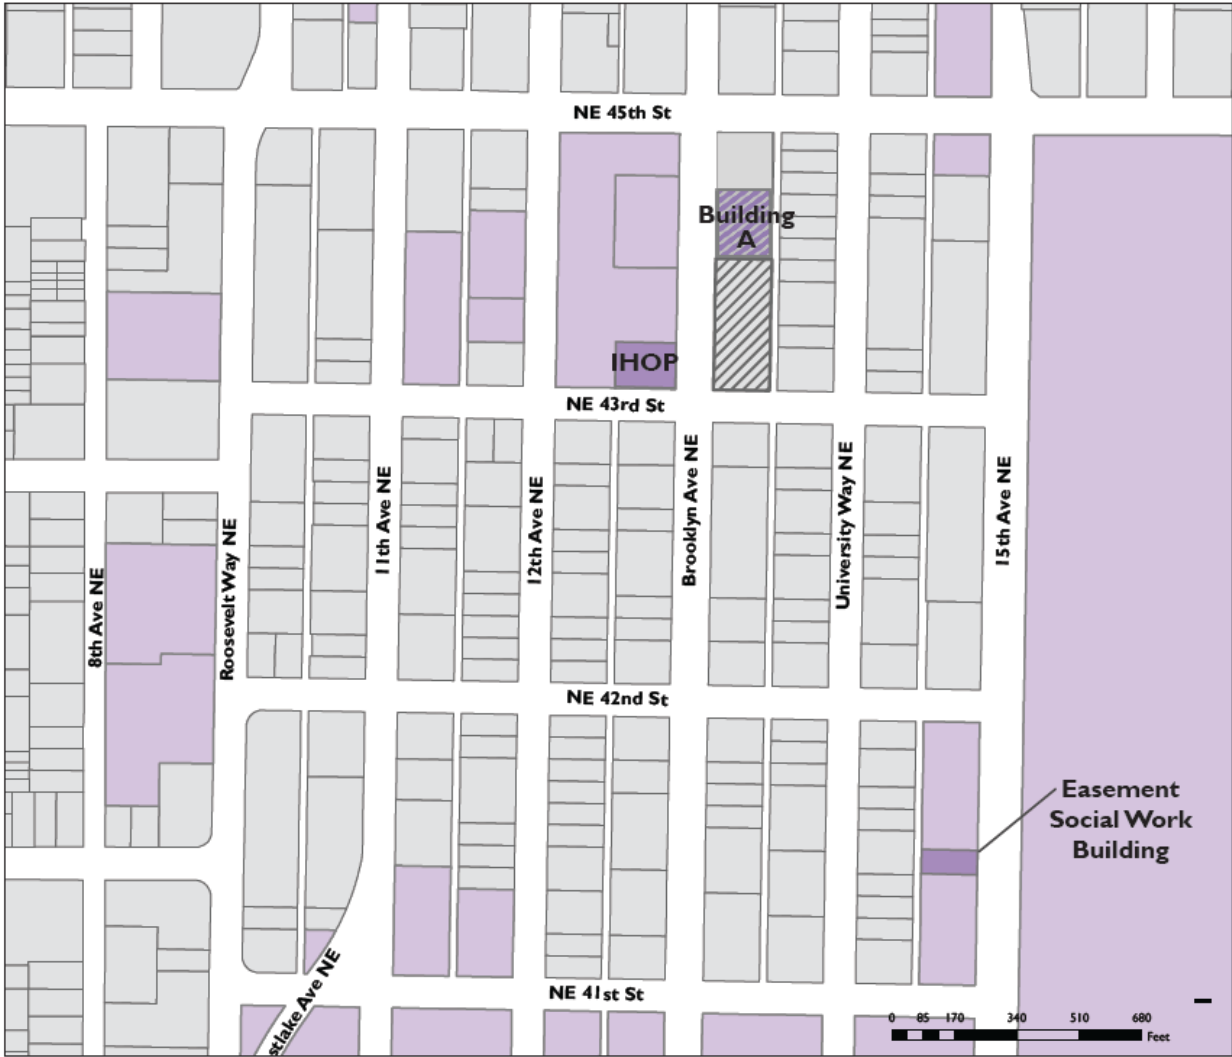 NE 45th St
Building
A
IHOP
NE 43rd St
8th Ave NE
Roosevelt Way NE
11th Ave NE
12th Ave NE
Brooklyn Ave NE
University Way NE
15th Ave NE
NE 42nd St
Easement
Social Work
Building
stlake Ave NE
NE 41st St
0 85 170 340 510 680
Feet